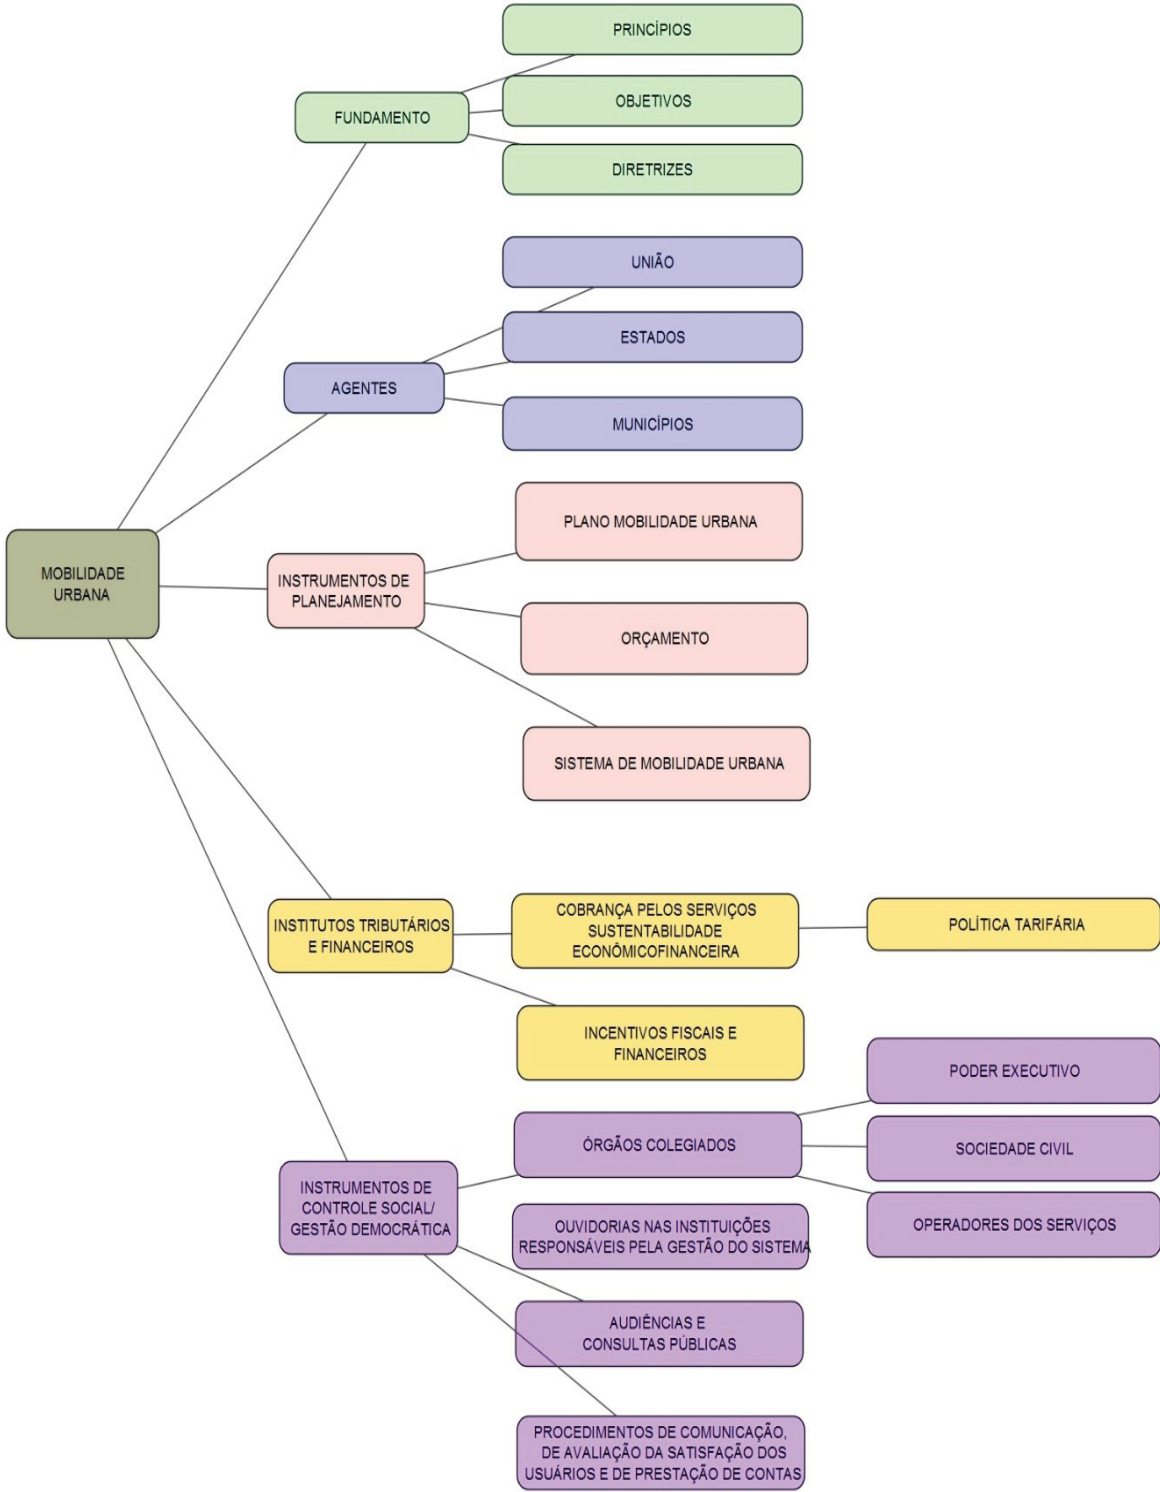 MOBILIDADE
URBANA
FUNDAMENTO
PRINCÍPIOS
OBJETIVOS
DIRETRIZES
AGENTES
UNIÃO
ESTADOS
MUNICÍPIOS
INSTRUMENTOS DE
PLANEJAMENTO
PLANO MOBILIDADE URBANA
ORÇAMENTO
SISTEMA DE MOBILIDADE URBANA
INSTITUTOS TRIBUTÁRIOS
E FINANCEIROS
COBRANÇA PELOS SERVIÇOS
SUSTENTABILIDADE
ECONÔMICOFINANCEIRA
POLÍTICA TARIFÁRIA
INCENTIVOS FISCAIS E
FINANCEIROS
INSTRUMENTOS DE
CONTROLE SOCIAL/
GESTÃO DEMOCRÁTICA
ÓRGÃOS COLEGIADOS
PODER EXECUTIVO
SOCIEDADE CIVIL
OPERADORES DOS SERVIÇOS
OUVIDORIAS NAS INSTITUIÇÕES
RESPONSÁVEIS PELA GESTÃO DO SISTEMA
AUDIÊNCIAS E
CONSULTAS PÚBLICAS
PROCEDIMENTOS DE COMUNICAÇÃO,
DE AVALIAÇÃO DA SATISFAÇÃO DOS
USUÁRIOS E DE PRESTAÇÃO DE CONTAS